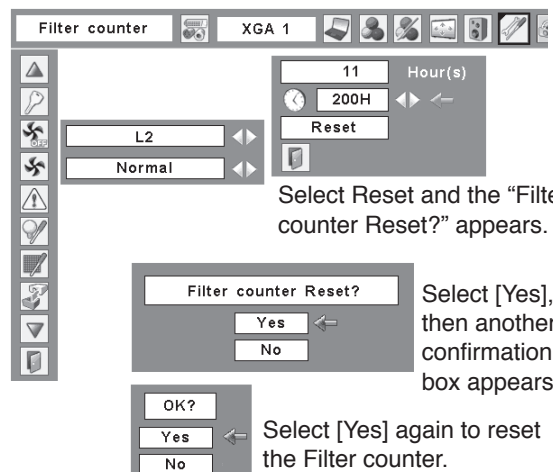 Filter counter
XGA 1
11 Hour(s)
200H
Reset
OFF
L2
Normal
Select Reset and the “Filte
counter Reset?” appears.
Filter counter Reset?
Yes
No
Select [Yes],
then another
confirmation
box appears
OK?
Yes
No
Select [Yes] again to reset
the Filter counter.